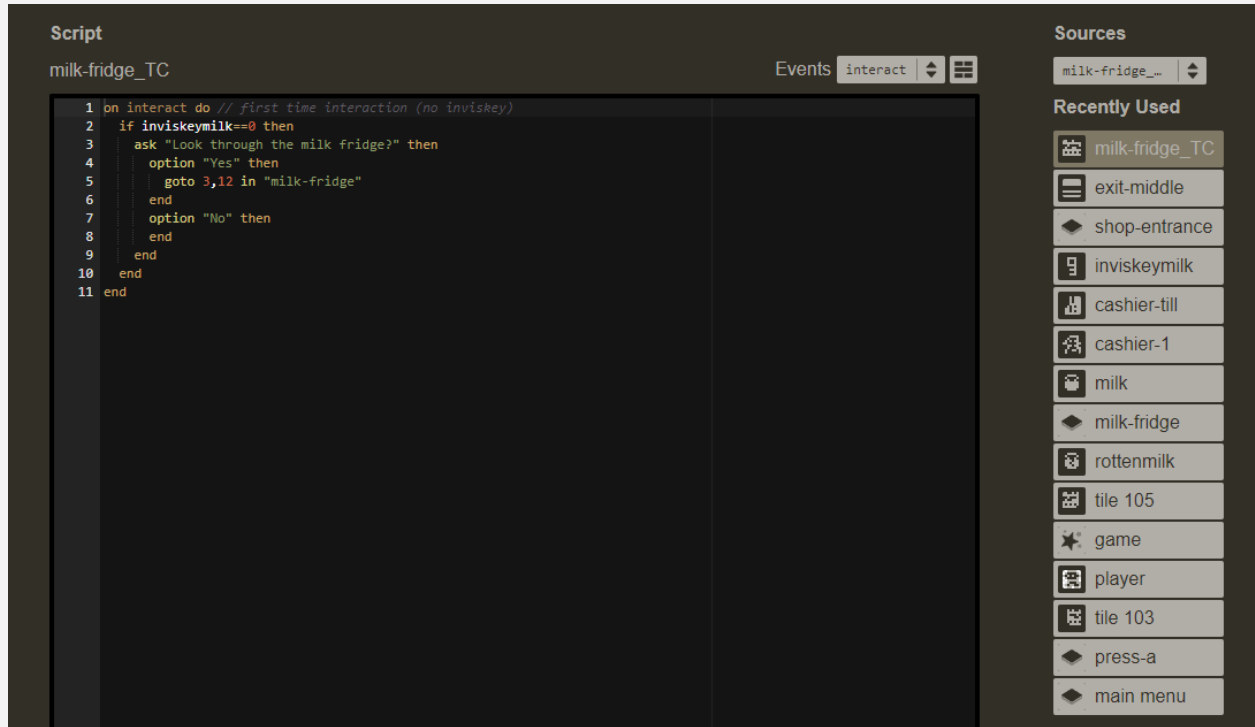 Script
milk-fridge_TC
Events interact
1 on interact do // first time interaction (no inviskey)
2 if inviskeymilk==0 then
3 ask "Look through the milk fridge?" then
4 option "Yes" then
5 goto 3,12 in "milk-fridge"
6 end
7 option "No" then
8 end
9 end
10 end
11 end
Sources
milk-fridge_…
Recently Used
milk-fridge_TC
exit-middle
shop-entrance
inviskeymilk
cashier-till
cashier-1
milk
milk-fridge
rottenmilk
tile 105
game
player
tile 103
press-a
main menu